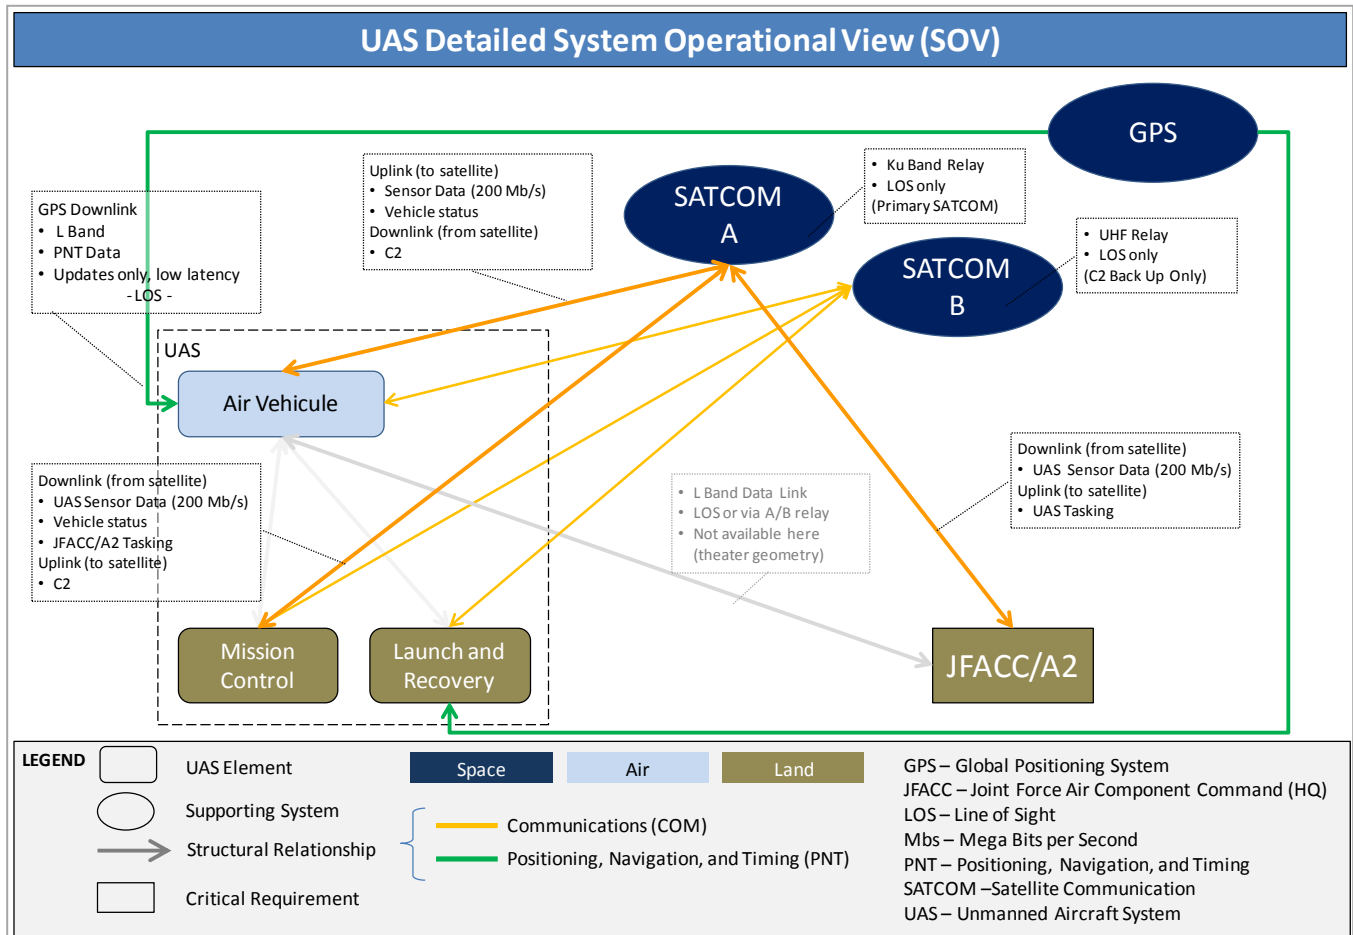 UAS Detailed System Operational View (SOV)
GPS
Uplink (to satellite)
• Sensor Data (200 Mb/s)
• Vehicle status
Downlink (from satellite)
• C2
SATCOM
A
• Ku Band Relay
• LOS only
(Primary SATCOM)
GPS Downlink
• L Band
• PNT Data
• Updates only, low latency
- LOS -
SATCOM
B
• UHF Relay
• LOS only
(C2 Back Up Only)
UAS
Air Vehicule
Downlink (from satellite)
• UAS Sensor Data (200 Mb/s)
• Vehicle status
• JFACC/A2 Tasking
Uplink (to satellite)
• C2
• L Band Data Link
• LOS or via A/B relay
• Not available here
(theater geometry)
Downlink (from satellite)
• UAS Sensor Data (200 Mb/s)
Uplink (to satellite)
• UAS Tasking
Mission
Control
Launch and
Recovery
JFACC/A2
LEGEND
UAS Element
Supporting System
Structural Relationship
Critical Requirement
Space
Air
Land
Communications (COM)
Positioning, Navigation, and Timing (PNT)
GPS – Global Positioning System
JFACC – Joint Force Air Component Command (HQ)
LOS – Line of Sight
Mbs – Mega Bits per Second
PNT – Positioning, Navigation, and Timing
SATCOM –Satellite Communication
UAS – Unmanned Aircraft System